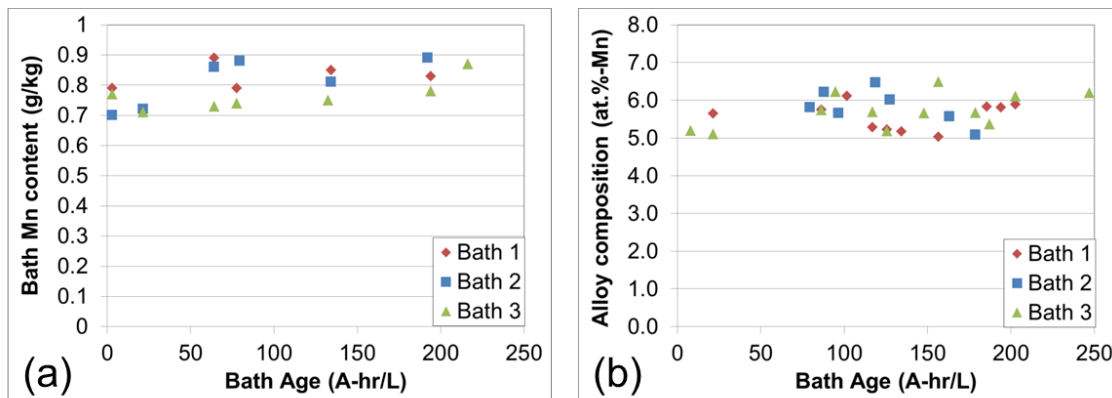 Bath Mn content (g/kg)
1
0.9
0.8
0.7
0.6
0.5
0.4
0.3
0.2
0.1
0
0 50 100 150 200 250
Bath Age (A-hr/L)
Bath 1
Bath 2
Bath 3
(a)
Alloy composition (at.%-Mn)
8.0
7.0
6.0
5.0
4.0
3.0
2.0
1.0
0.0
0 50 100 150 200 250
Bath Age (A-hr/L)
Bath 1
Bath 2
Bath 3
(b)